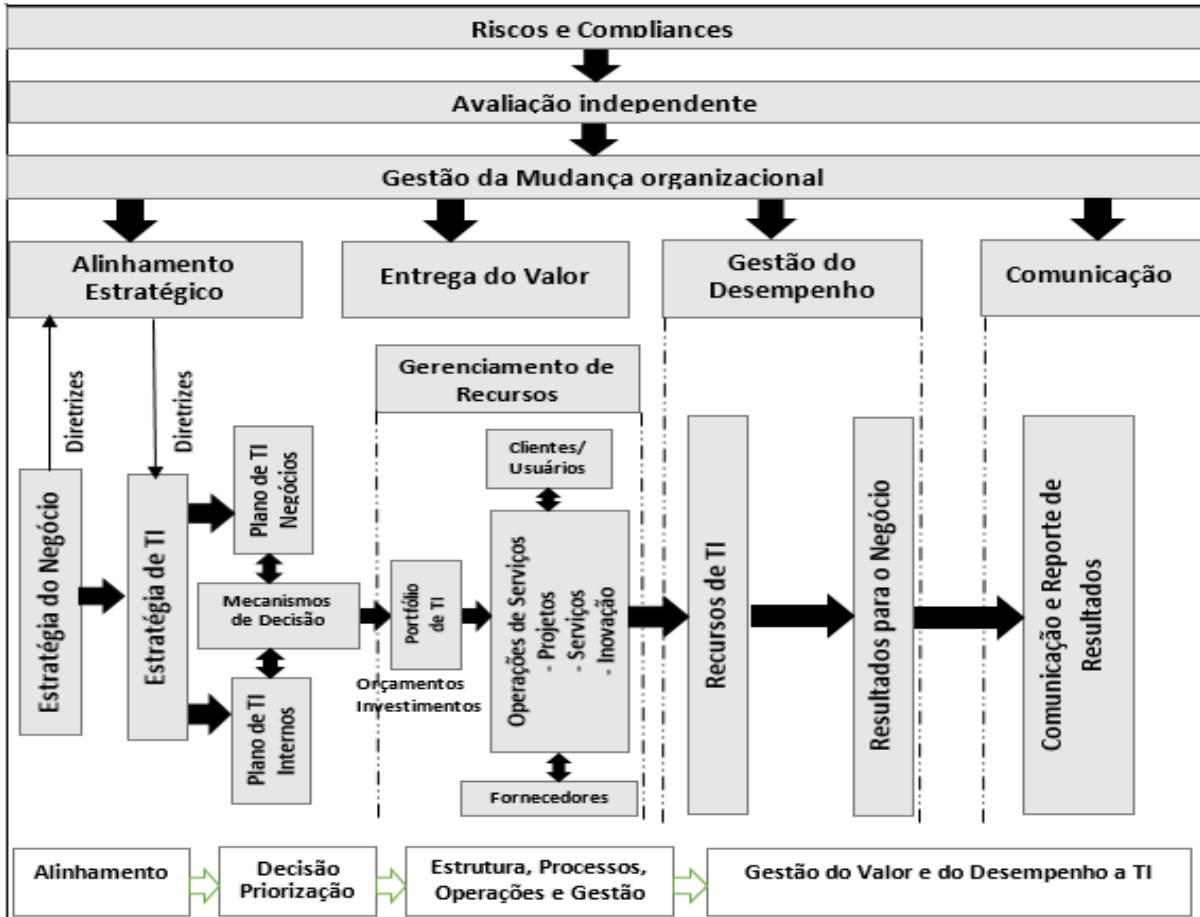 Riscos e Compliances
Avaliação independente
Gestão da Mudança organizacional
Alinhamento
Estratégico
Entrega do Valor
Gestão do
Desempenho
Comunicação
Diretrizes
Diretrizes
Estratégia do Negócio
Estratégia de TI
Plano de TI
Negócios
Mecanismos
de Decisão
Plano de TI
Internos
Gerenciamento de
Recursos
Clientes/
Usuários
Portfólio
de TI
Orçamentos
Investimentos
Operações de Serviços
- Projetos
- Serviços
- Inovação
Fornecedores
Recursos de TI
Resultados para o Negócio
Comunicação e Reporte de
Resultados
Alinhamento
Decisão
Priorização
Estrutura, Processos,
Operações e Gestão
Gestão do Valor e do Desempenho a TI